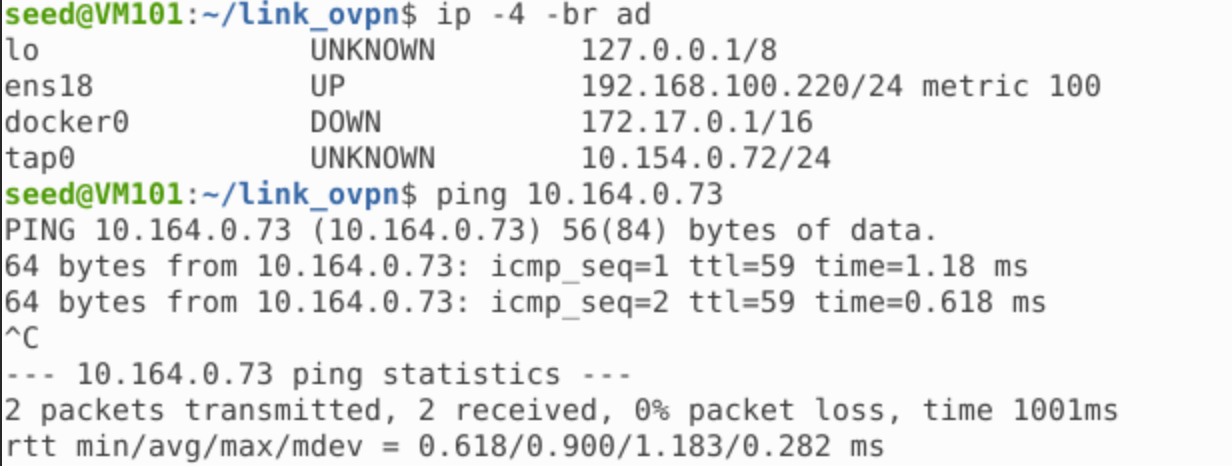 seed@VM101:~/link_ovpn$ ip -4 -br ad
lo               UNKNOWN        127.0.0.1/8
ens18            UP             192.168.100.220/24 metric 100
docker0          DOWN           172.17.0.1/16
tap0             UNKNOWN        10.154.0.72/24
seed@VM101:~/link_ovpn$ ping 10.164.0.73
PING 10.164.0.73 (10.164.0.73) 56(84) bytes of data.
64 bytes from 10.164.0.73: icmp_seq=1 ttl=59 time=1.18 ms
64 bytes from 10.164.0.73: icmp_seq=2 ttl=59 time=0.618 ms
^C
--- 10.164.0.73 ping statistics ---
2 packets transmitted, 2 received, 0% packet loss, time 1001ms
rtt min/avg/max/mdev = 0.618/0.900/1.183/0.282 ms